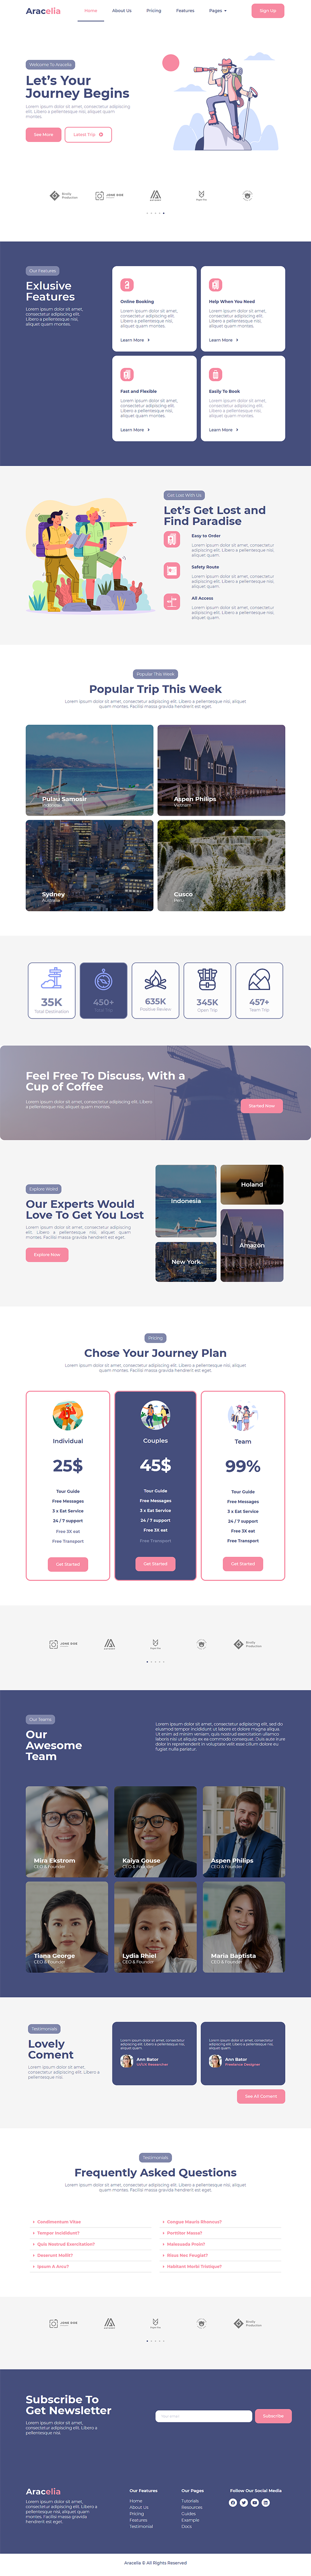 Aracelia
Home
About Us
Pricing
Features
Pages
Sign Up
Welcome To Aracelia
Let's Your
Journey Begins
Lorem ipsum dolor sit amet, consectetur adipiscing
elit. Libero a pellentesque nisi, aliquet quam
montes.
See More
Latest Trip
Our Features
Exlusive
Features
Lorem ipsum dolor sit amet,
consectetur adipiscing elit.
Libero a pellentesque nisi,
aliquet quam montes.
Online Booking
Lorem ipsum dolor sit amet,
consectetur adipiscing elit.
Libero a pellentesque nisi,
aliquet quam montes.
Learn More
Help When You Need
Lorem ipsum dolor sit amet,
consectetur adipiscing elit.
Libero a pellentesque nisi,
aliquet quam montes.
Learn More
Fast and Flexible
Lorem ipsum dolor sit amet,
consectetur adipiscing elit.
Libero a pellentesque nisi,
aliquet quam montes.
Learn More
Easily To Book
Lorem ipsum dolor sit amet,
consectetur adipiscing elit.
Libero a pellentesque nisi,
aliquet quam montes.
Learn More
Get Lost With Us
Let's Get Lost and
Find Paradise
Easy to Order
Lorem ipsum dolor sit amet, consectetur
adipiscing elit. Libero a pellentesque nisi,
aliquet quam
Safety Route
Lorem ipsum dolor sit amet, consectetur
adipiscing elit. Libero a pellentesque nisi,
aliquet quam
All Access
Lorem ipsum dolor sit amet, consectetur
adipiscing elit. Libero a pellentesque nisi,
aliquet quam
Popular This Week
Popular Trip This Week
Lorem ipsum dolor sit amet, consectetur adipiscing elit. Libero a pellentesque nisi, aliquet
quam montes. Facilisi massa gravida hendrerit est eget.
Pulau Samosir
Indonesia
Aspen Philips
Vietnam
Sydney
Australia
Cusco
Peru
35K
Total Destination
450+
635K
Positive Review
345K
Open Trip
457+
Team Trip
Feel Free To Discuss, With a
Cup of Coffee
Lorem ipsum dolor sit amet, consectetur adipiscing elit. Libero
a pellentesque nisi, aliquet quam montes.
Started Now
Explore World
Our Experts Would
Love To Get You Lost
Lorem ipsum dolor sit amet, consectetur adipiscing
elit. Libero a pellentesque nisi, aliquet quam
montes. Facilisi massa gravida hendrerit est eget.
Explore Now
Indonesia
Holand
New York
Amazon
Pricing
Chose Your Journey Plan
Lorem ipsum dolor sit amet, consectetur adipiscing elit. Libero a pellentesque nisi, aliquet
quam montes. Facilisi massa gravida hendrerit est eget.
Individual
25$
Tour Guide
Free Messages
3 x Eat Service
24 / 7 support
Free 3X eat
Free Transport
Get Started
Couples
45$
Tour Guide
Free Messages
3 x Eat Service
24 / 7 support
Free 3X eat
Free Transport
Get Started
Team
99%
Tour Guide
Free Messages
3 x Eat Service
24 / 7 support
Free 3X eat
Free Transport
Get Started
Our Teams
Our
Awesome
Team
Lorem ipsum dolor sit amet, consectetur adipiscing elit, sed do
eiusmod tempor incididunt ut labore et dolore magna aliqua.
Ut enim ad minim veniam, quis nostrud exercitation ullamco
laboris nisi ut aliquip ex ea commodo consequat. Duis aute irure
dolor in reprehenderit in voluptate velit esse cillum dolore eu
fugiat nulla pariatur.
Mira Ekstrom
CEO & Founder
Kaiya Gouse
CEO & Founder
Aspen Philips
CEO & Founder
Tiana George
CEO & Founder
Lydia Rhiel
CEO & Founder
Maria Baptista
CEO & Founder
Testimonials
Lovely
Coment
Lorem ipsum dolor sit amet,
consectetur adipiscing elit. Libero a
pellentesque nisi.
Lorem ipsum dolor sit amet, consectetur
adipiscing elit. Libero a pellentesque nisi,
aliquet quam
Ann Bator
UI/UX Researcher
Lorem ipsum dolor sit amet, consectetur
adipiscing elit. Libero a pellentesque nisi,
aliquet quam
Ann Bator
Freelance Designer
See All Coment
Testimonials
Frequently Asked Questions
Lorem ipsum dolor sit amet, consectetur adipiscing elit. Libero a pellentesque nisi, aliquet
quam montes. Facilisi massa gravida hendrerit est eget.
Condimentum Vitae
Tempor Incididunt?
Quis Nostrud Exercitation?
Deserunt Mollit?
Ipsum A Arcu?
Congue Mauris Rhoncus?
Porttitor Massa?
Malesuada Proin?
Risus Nec Feugiat?
Habitant Morbi Tristique?
Subscribe To
Get Newsletter
Lorem ipsum dolor sit amet,
consectetur adipiscing elit. Libero a
pellentesque nisi.
Subscribe
Aracelia
Lorem ipsum dolor sit amet,
consectetur adipiscing elit. Libero a
pellentesque nisi, aliquet quam
montes. Facilisi massa gravida
hendrerit est eget.
Our Features
Home
About Us
Pricing
Features
Testimonial
Our Pages
Tutorials
Resources
Guides
Example
Docs
Follow Our Social Media
Aracelia © All Rights Reserved